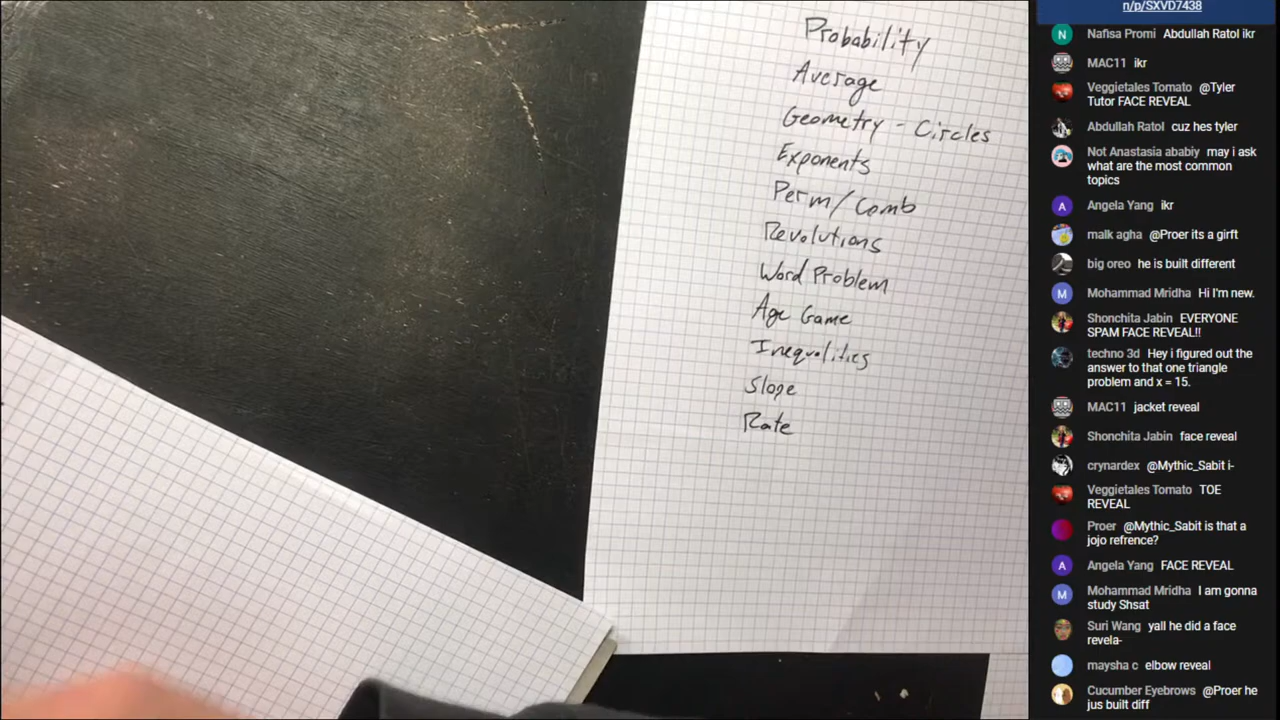 Probability
Average
Geometry - Circles
Exponents
Perm/Comb
Revolutions
Word Problem
Age Game
Inequalities
Slope
Rate
n/p/SXVD7438
Nafisa Promi Abdullah Ratol ikr
MAC11 ikr
Veggietales Tomato @Tyler
Tutor FACE REVEAL
Abdullah Ratol cuz hes tyler
Not Anastasia ababiy may i ask
what are the most common
topics
Angela Yang ikr
malk agha @Proer its a girft
big oreo he is built different
Mohammad Mridha Hi I'm new.
Shonchita Jabin EVERYONE
SPAM FACE REVEAL!!
techno 3d Hey i figured out the
answer to that one triangle
problem and x = 15.
MAC11 jacket reveal
Shonchita Jabin face reveal
crynardex @Mythic_Sabit i-
Veggietales Tomato TOE
REVEAL
Proer @Mythic_Sabit is that a
jojo refrence?
Angela Yang FACE REVEAL
Mohammad Mridha I am gonna
study Shsat
Suri Wang yall he did a face
revela-
maysha c elbow reveal
Cucumber Eyebrows @Proer he
jus built diff